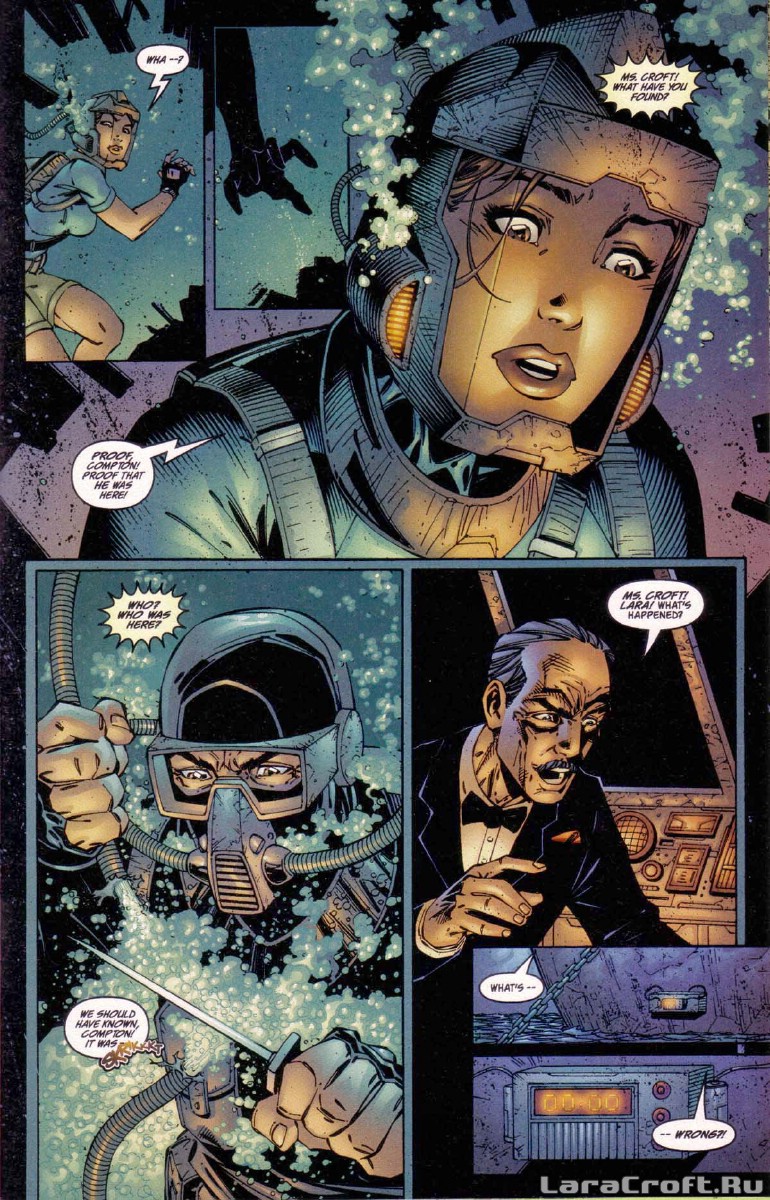 WHA --?
MS. CROFT!
WHAT HAVE YOU
FOUND?
PROOF,
COMPTON!
PROOF THAT
HE WAS
HERE!
WHO?
WHO WAS
HERE?
WE SHOULD
HAVE KNOWN,
COMPTON!
IT WAS
SKRAKKKT
MS. CROFT!
LARA! WHAT'S
HAPPENED?
WHAT'S --
00:00
-- WRONG?!
LaraCroft.Ru